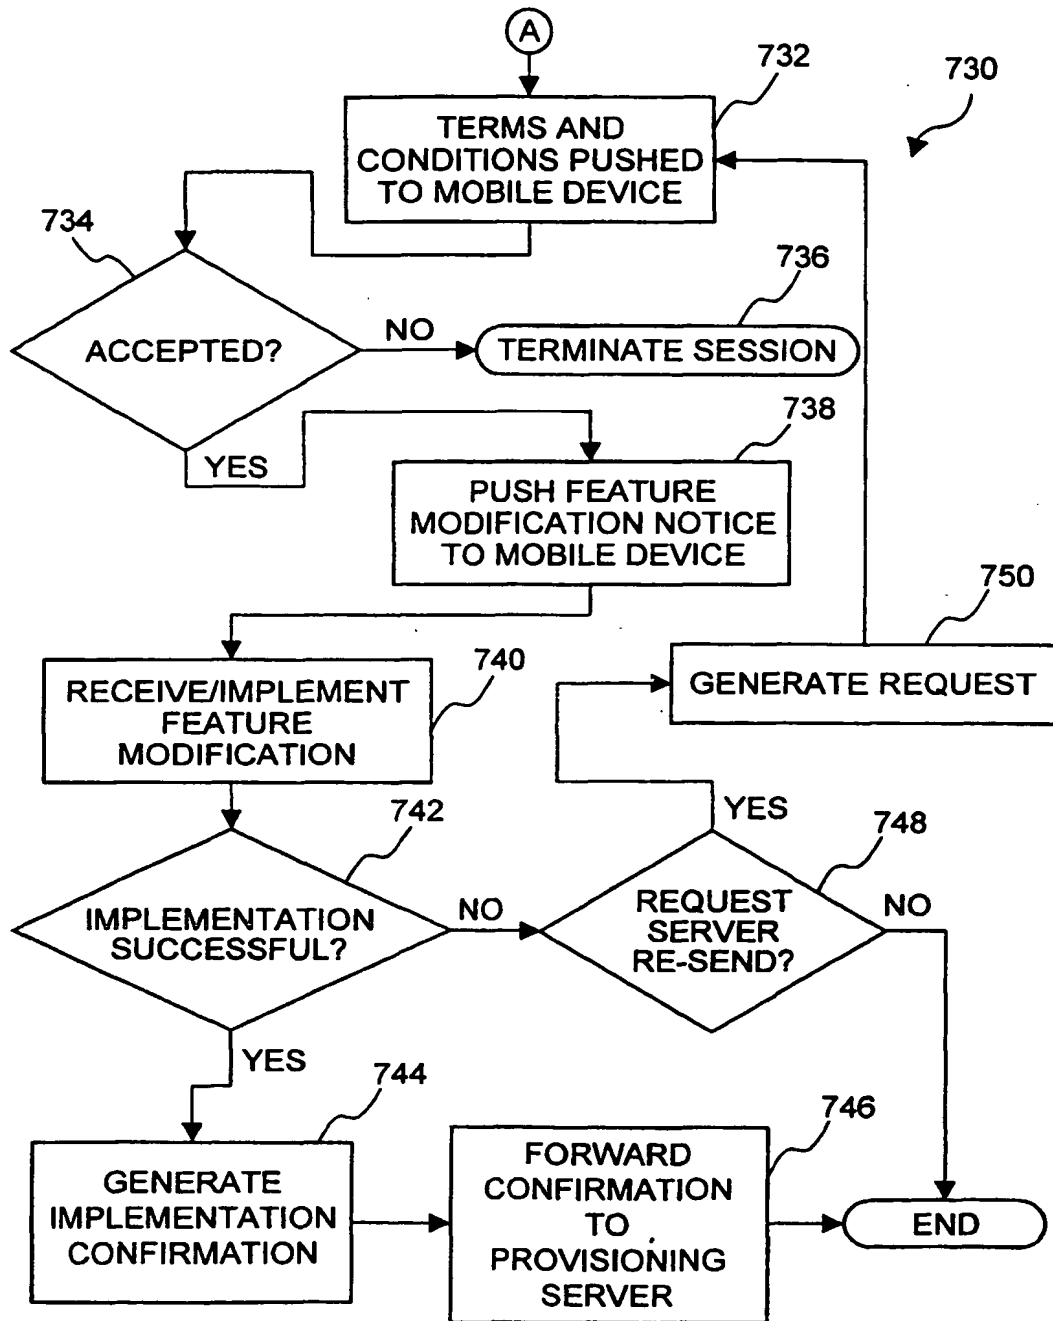 A
732
730
TERMS AND
CONDITIONS PUSHED
TO MOBILE DEVICE
734
736
ACCEPTED?
NO
TERMINATE SESSION
738
YES
PUSH FEATURE
MODIFICATION NOTICE
TO MOBILE DEVICE
750
740
RECEIVE/IMPLEMENT
FEATURE
MODIFICATION
GENERATE REQUEST
742
YES
748
IMPLEMENTATION
SUCCESSFUL?
NO
REQUEST
SERVER
RE-SEND?
NO
YES
744
746
GENERATE
IMPLEMENTATION
CONFIRMATION
FORWARD
CONFIRMATION
TO
PROVISIONING
SERVER
END